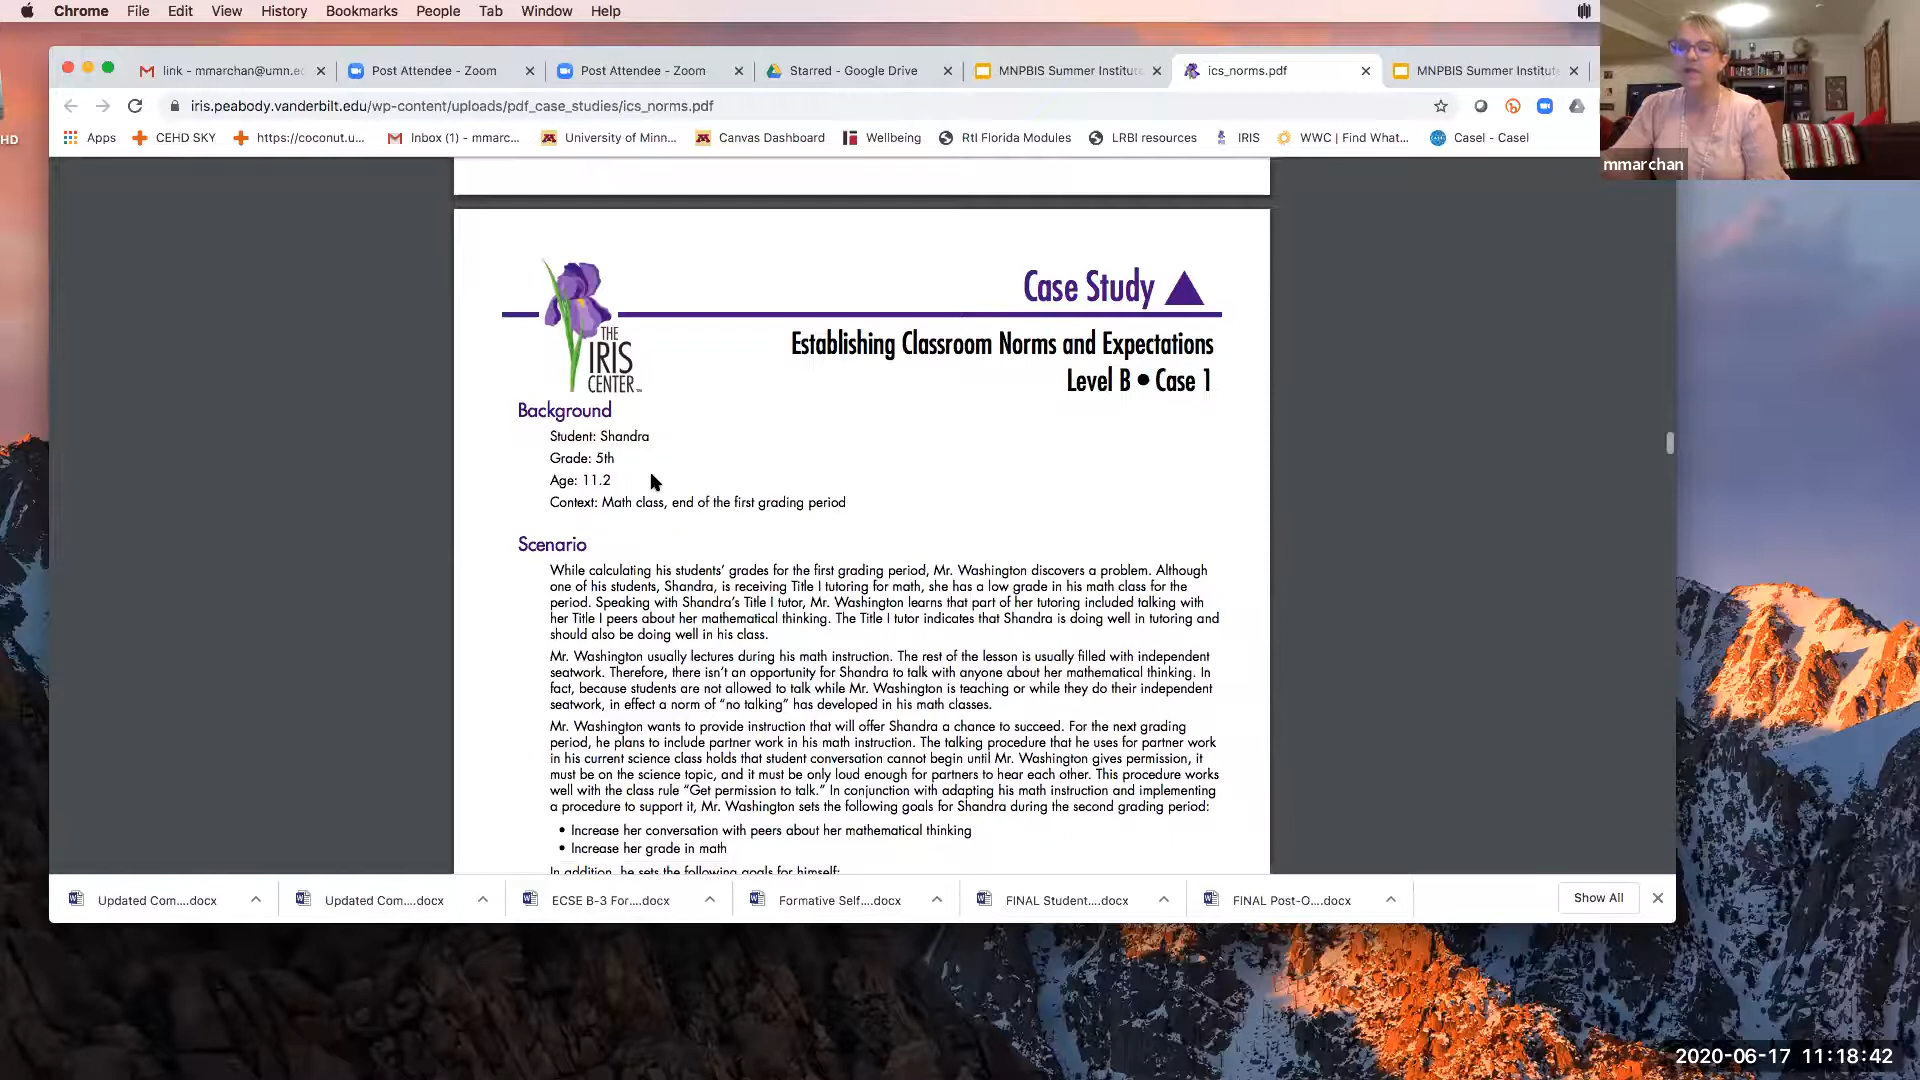 Chrome File Edit View History Bookmarks People Tab Window Help
link - mmarchan@umn.e
Post Attendee - Zoom
Post Attendee - Zoom
Starred - Google Drive
MNPBIS Summer Institut
ics_norms.pdf
MNPBIS Summer Institut
iris.peabody.vanderbilt.edu/wp-content/uploads/pdf_case_studies/ics_norms.pdf
Apps CEHD SKY https://coconut.u... Inbox (1) - mmarc... University of Minn... Canvas Dashboard Wellbeing RtI Florida Modules LRBI resources IRIS WWC | Find What... Casel - Casel
HD
mmarchan
Case Study
THE
IRIS
CENTER
Establishing Classroom Norms and Expectations
Level B • Case 1
Background
Student: Shandra
Grade: 5th
Age: 11.2
Context: Math class, end of the first grading period
Scenario
While calculating his students’ grades for the first grading period, Mr. Washington discovers a problem. Although
one of his students, Shandra, is receiving Title I tutoring for math, she has a low grade in his math class for the
period. Speaking with Shandra’s Title I tutor, Mr. Washington learns that part of her tutoring included talking with
her Title I peers about her mathematical thinking. The Title I tutor indicates that Shandra is doing well in tutoring and
should also be doing well in his class.
Mr. Washington usually lectures during his math instruction. The rest of the lesson is usually filled with independent
seatwork. Therefore, there isn’t an opportunity for Shandra to talk with anyone about her mathematical thinking. In
fact, because students are not allowed to talk while Mr. Washington is teaching or while they do their independent
seatwork, in effect a norm of “no talking” has developed in his math classes.
Mr. Washington wants to provide instruction that will offer Shandra a chance to succeed. For the next grading
period, he plans to include partner work in his math instruction. The talking procedure that he uses for partner work
in his current science class holds that student conversation cannot begin until Mr. Washington gives permission, it
must be on the science topic, and it must be only loud enough for partners to hear each other. This procedure works
well with the class rule “Get permission to talk.” In conjunction with adapting his math instruction and implementing
a procedure to support it, Mr. Washington sets the following goals for Shandra during the second grading period:
• Increase her conversation with peers about her mathematical thinking
• Increase her grade in math
In addition, he sets the following goals for himself:
Updated Com....docx
Updated Com....docx
ECSE B-3 For....docx
Formative Self....docx
FINAL Student....docx
FINAL Post-O....docx
Show All
2020-06-17 11:18:42